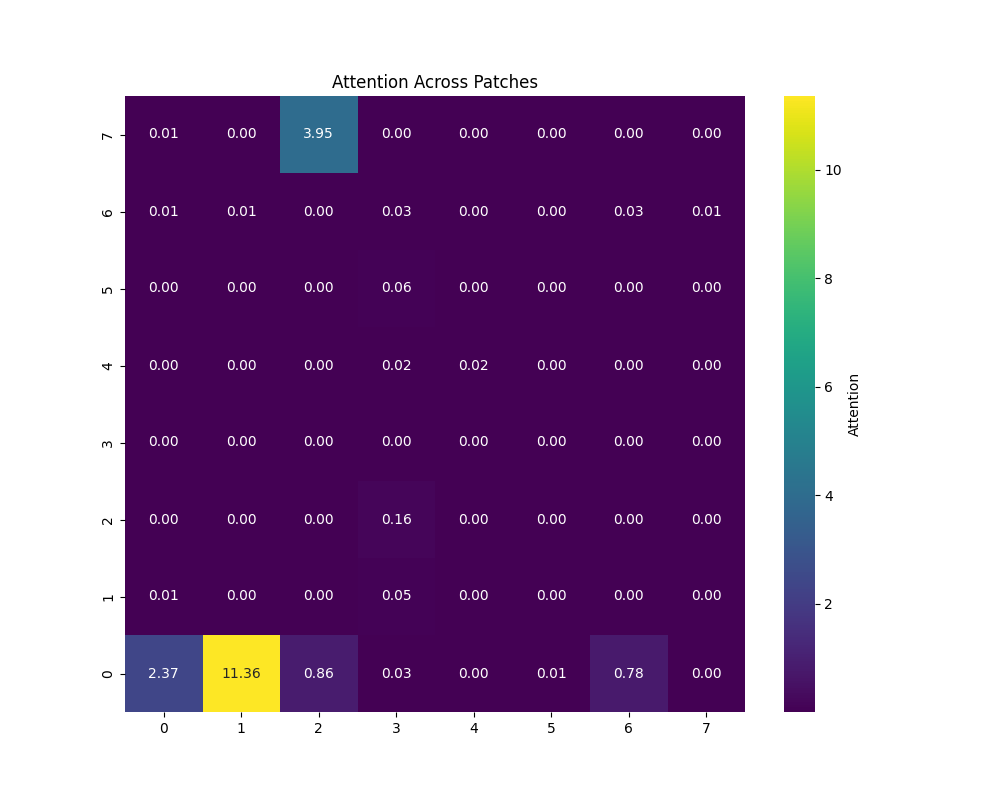 Attention Across Patches
7 0.01 0.00 3.95 0.00 0.00 0.00 0.00 0.00
6 0.01 0.01 0.00 0.03 0.00 0.00 0.03 0.01
5 0.00 0.00 0.00 0.06 0.00 0.00 0.00 0.00
4 0.00 0.00 0.00 0.02 0.02 0.00 0.00 0.00
3 0.00 0.00 0.00 0.00 0.00 0.00 0.00 0.00
2 0.00 0.00 0.00 0.16 0.00 0.00 0.00 0.00
1 0.01 0.00 0.00 0.05 0.00 0.00 0.00 0.00
0 2.37 11.36 0.86 0.03 0.00 0.01 0.78 0.00
0 1 2 3 4 5 6 7
10
8
6
4
2
Attention